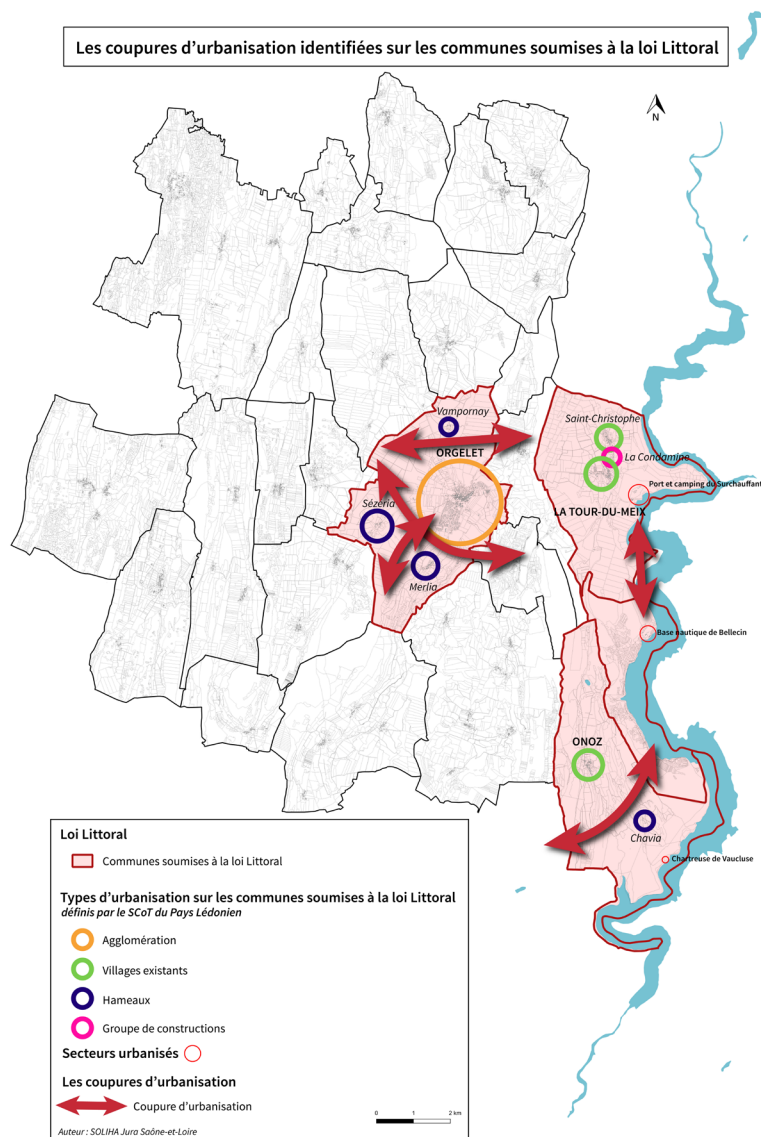 Les coupures d'urbanisation identifiées sur les communes soumises à la loi Littoral
N
Vampornay
ORGELET
Saint-Christophe
La Condamine
Port et camping du Surchauffant
LA TOUR-DU-MEIX
Sézéria
Merlia
Base nautique de Bellecin
ONOZ
Chavia
Chartreuse de Vaucluse
Loi Littoral
Communes soumises à la loi Littoral
Types d'urbanisation sur les communes soumises à la loi Littoral
définis par le SCoT du Pays Lédonien
Agglomération
Villages existants
Hameaux
Groupe de constructions
Secteurs urbanisés
Les coupures d'urbanisation
Coupure d'urbanisation
0 1 2 km
Auteur : SOLIHA Jura Saône-et-Loire